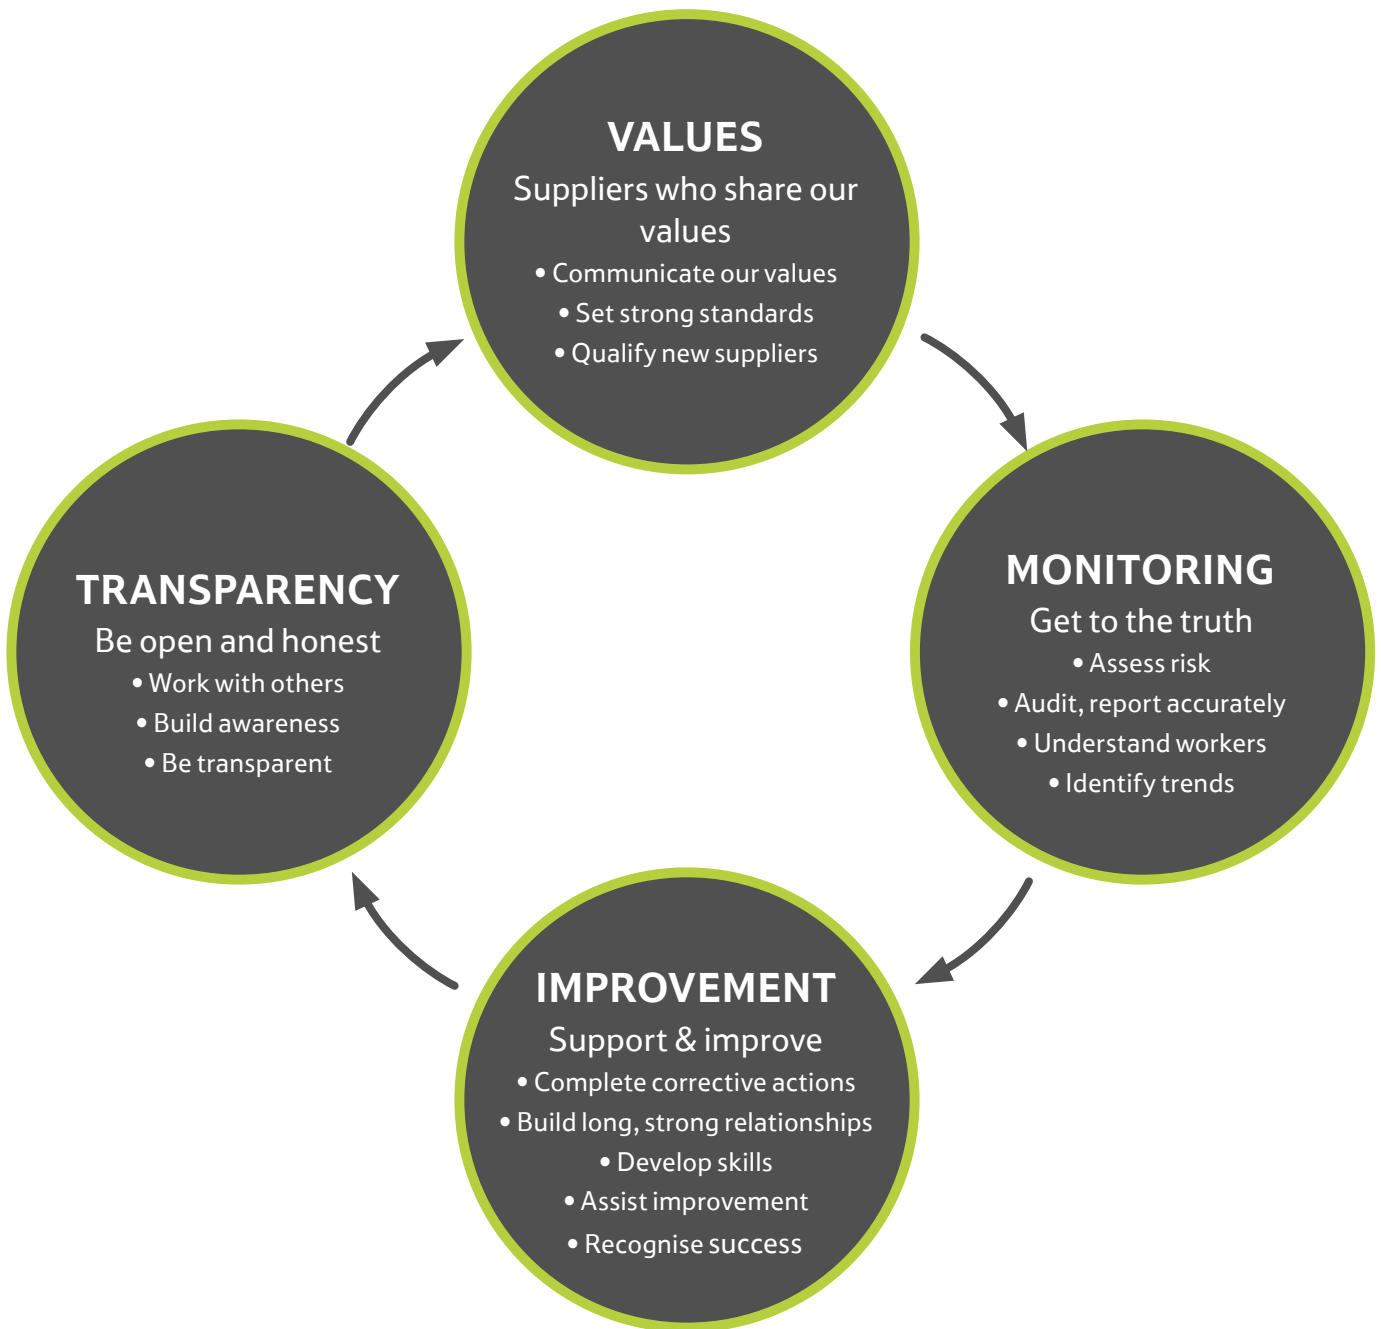 VALUES
Suppliers who share our
values
• Communicate our values
• Set strong standards
• Qualify new suppliers
MONITORING
Get to the truth
• Assess risk
• Audit, report accurately
• Understand workers
• Identify trends
IMPROVEMENT
Support & improve
• Complete corrective actions
• Build long, strong relationships
• Develop skills
• Assist improvement
• Recognise success
TRANSPARENCY
Be open and honest
• Work with others
• Build awareness
• Be transparent